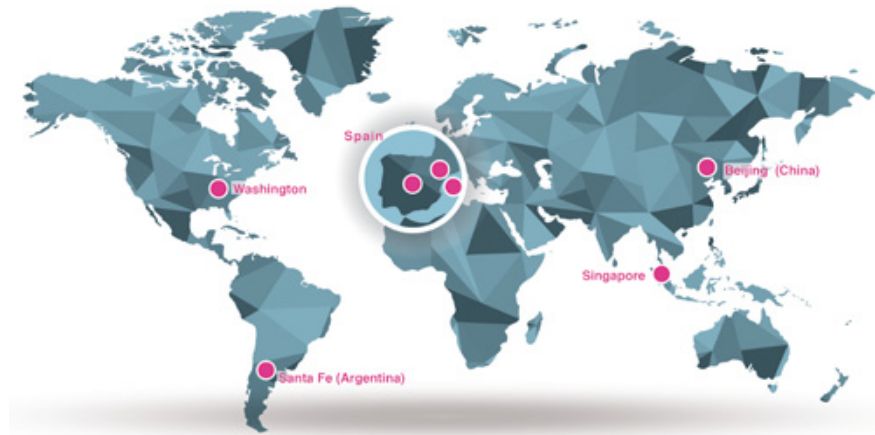 Spain
Washington
Beijing (China)
Singapore
Santa Fe (Argentina)